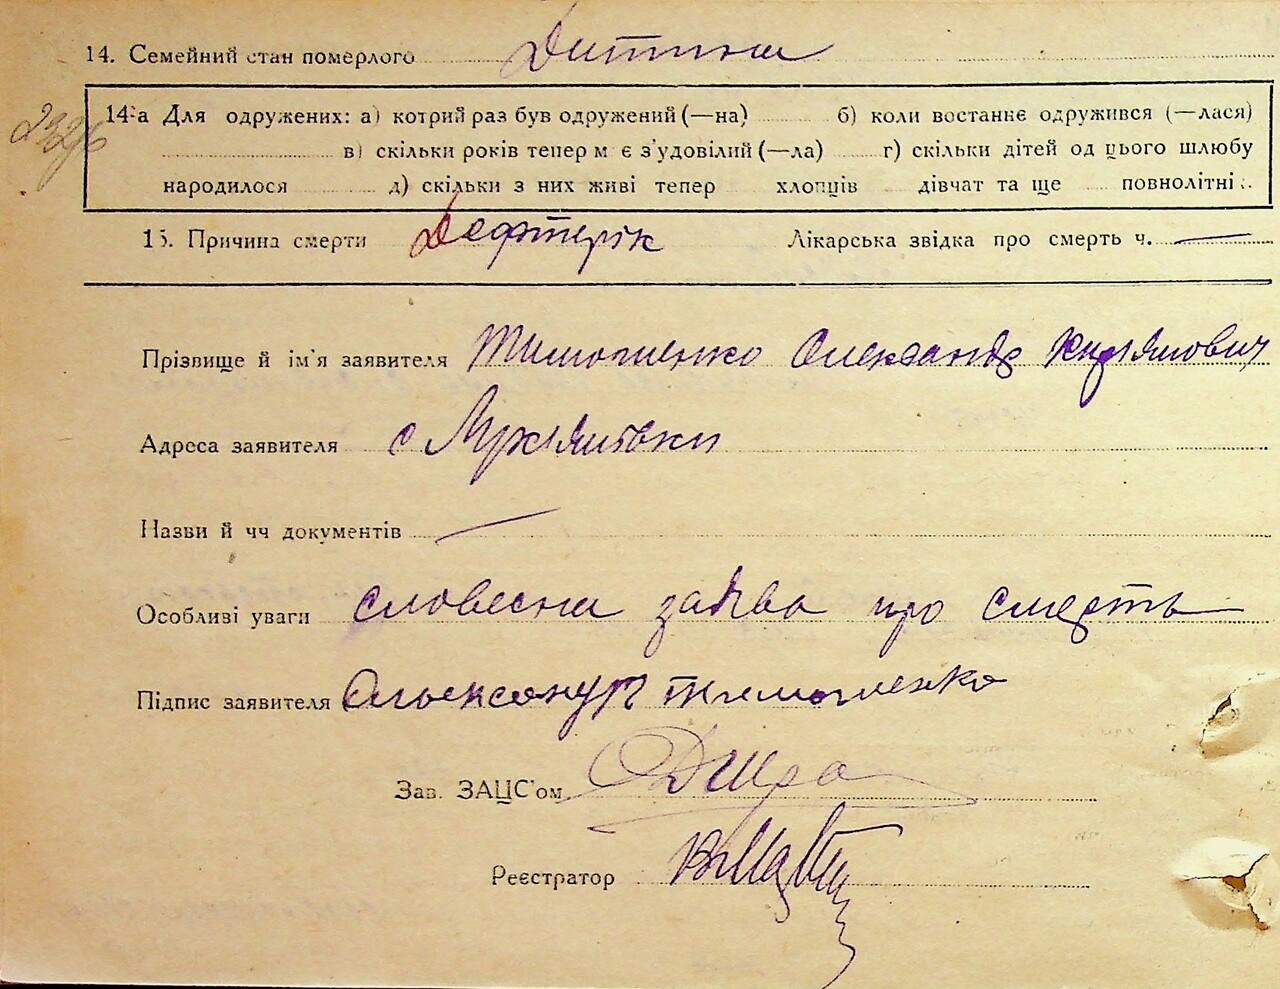 14. Семейний стан померлого Дитина
14-а Для одружених: а) котрий раз був одружений (—на) б) коли востаннє одружився (—лася)
в) скільки років тепер м є з'удовілий (—ла) г) скільки дітей од цього шлюбу
народилося д) скільки з них живі тепер хлопців дівчат та ще повнолітні
15. Причина смерти Дефтерік Лікарська звідка про смерть ч. —
Прізвище й ім'я заявителя Тимошенко Олександр
Адреса заявителя с Лукяшівки
Назви й чч документів —
Особливі уваги словесна заява про смерть
Підпис заявителя Тимошенко
Зав. ЗАЦС'ом
Реєстратор